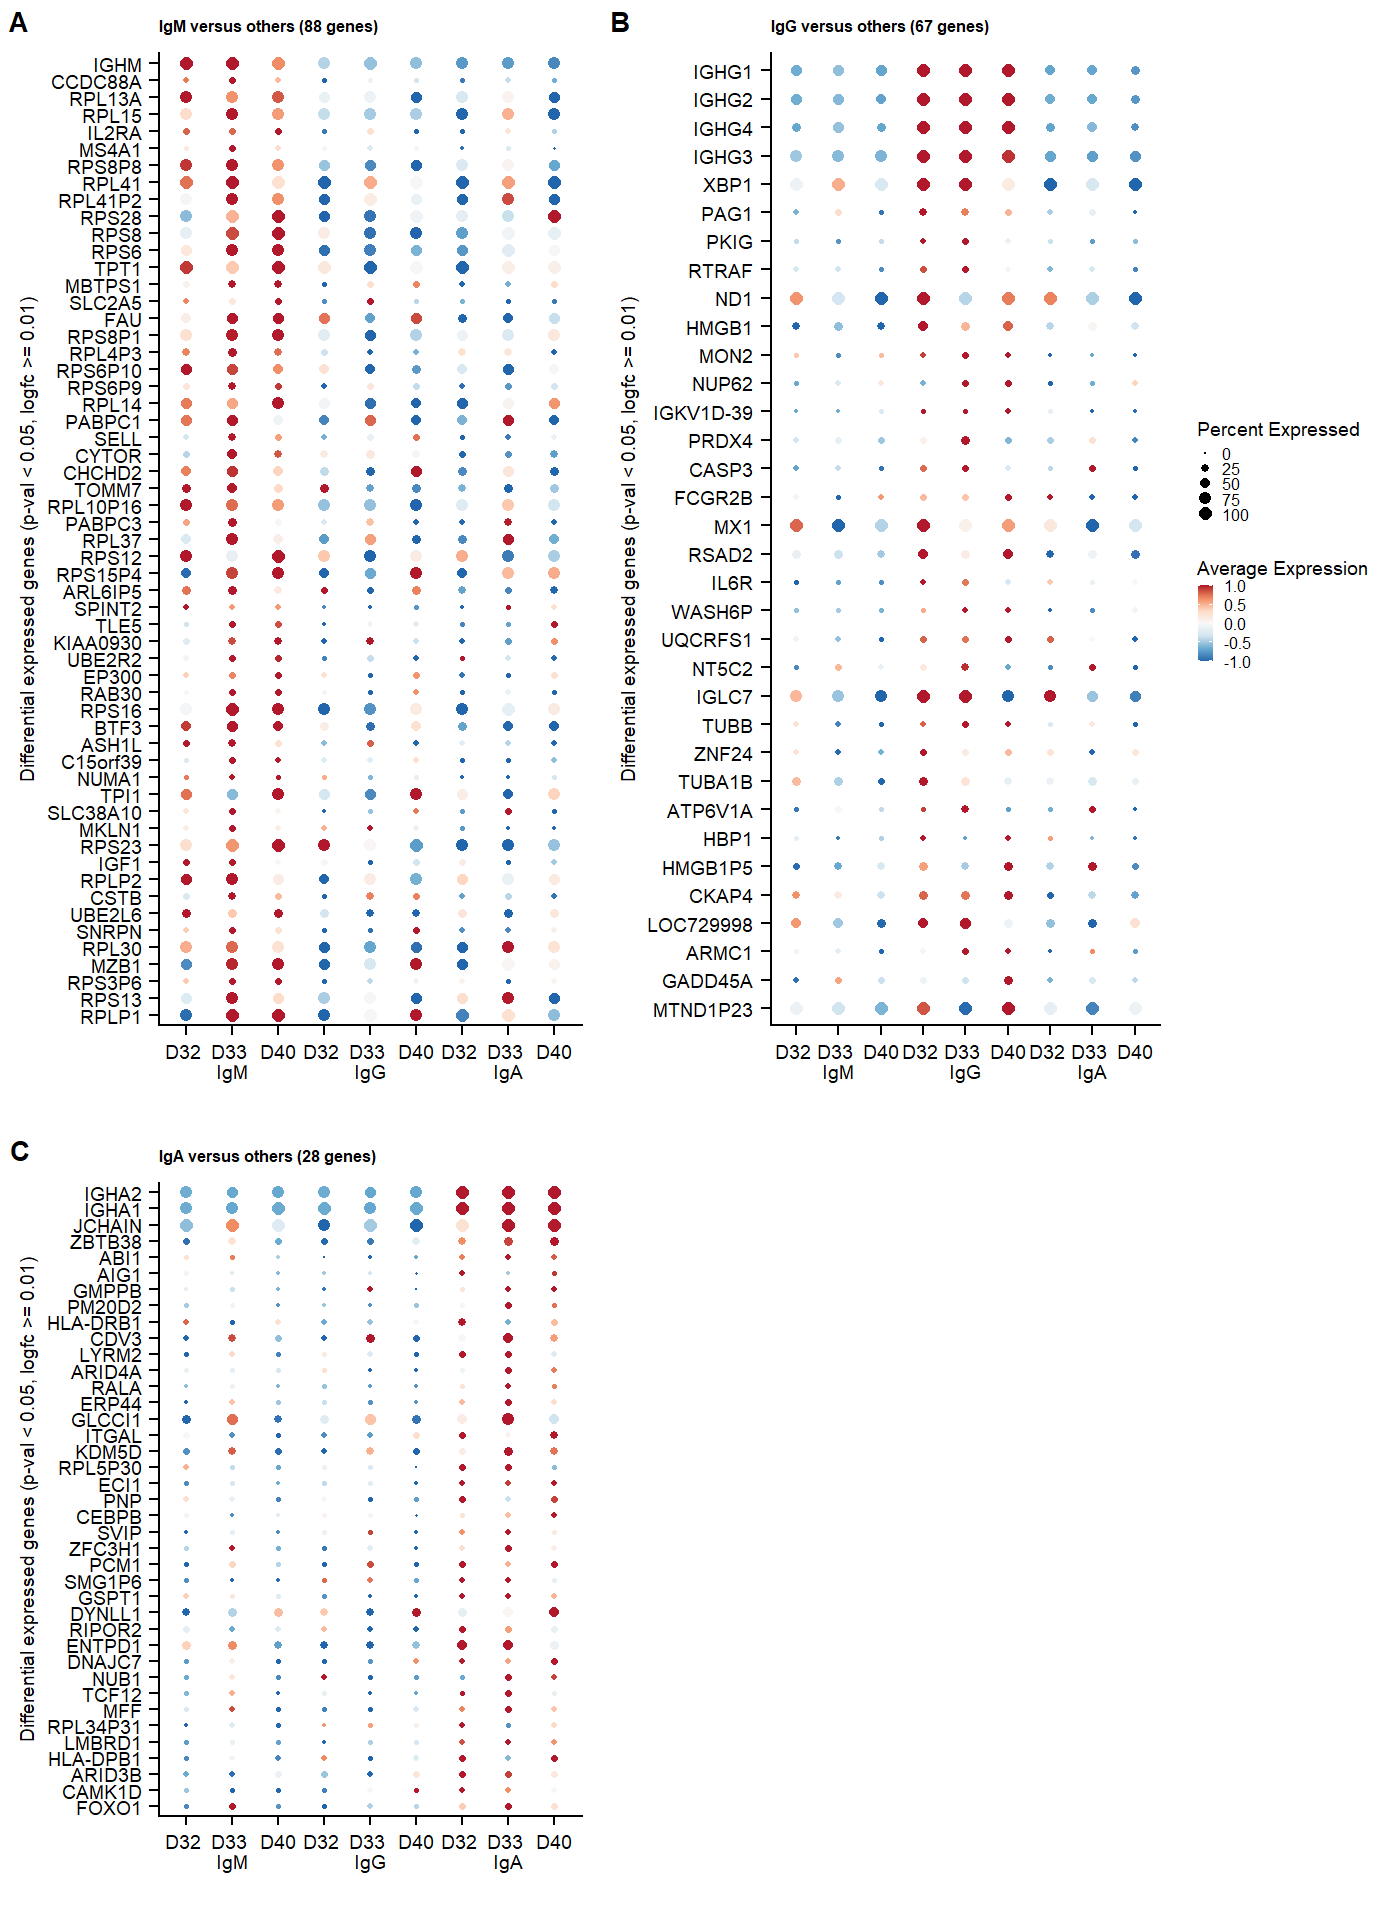 A
IgM versus others (88 genes)
Differential expressed genes (p-val < 0.05, logfc >= 0.01)
IGHM
CCDC88A
RPL13A
RPL15
IL2RA
MS4A1
RPS8P8
RPL41
RPL41P2
RPS28
RPS8
RPS6
TPT1
MBTPS1
SLC2A5
FAU
RPS8P1
RPL4P3
RPS6P10
RPS6P9
RPL14
PABPC1
SELL
CYTOR
CHCHD2
TOMM7
RPL10P16
PABPC3
RPL37
RPS12
RPS15P4
ARL6IP5
SPINT2
TLE5
KIAA0930
UBE2R2
EP300
RAB30
RPS16
BTF3
ASH1L
C15orf39
NUMA1
TPI1
SLC38A10
MKLN1
RPS23
IGF1
RPLP2
CSTB
UBE2L6
SNRPN
RPL30
MZB1
RPS3P6
RPS13
RPLP1
D32 D33 D40 D32 D33 D40 D32 D33 D40
IgM IgG IgA
B
IgG versus others (67 genes)
Differential expressed genes (p-val < 0.05, logfc >= 0.01)
IGHG1
IGHG2
IGHG4
IGHG3
XBP1
PAG1
PKIG
RTRAF
ND1
HMGB1
MON2
NUP62
IGKV1D-39
PRDX4
CASP3
FCGR2B
MX1
RSAD2
IL6R
WASH6P
UQCRFS1
NT5C2
IGLC7
TUBB
ZNF24
TUBA1B
ATP6V1A
HBP1
HMGB1P5
CKAP4
LOC729998
ARMC1
GADD45A
MTND1P23
D32 D33 D40 D32 D33 D40 D32 D33 D40
IgM IgG IgA
Percent Expressed
0
25
50
75
100
Average Expression
1.0
0.5
0.0
-0.5
-1.0
C
IgA versus others (28 genes)
Differential expressed genes (p-val < 0.05, logfc >= 0.01)
IGHA2
IGHA1
JCHAIN
ZBTB38
ABI1
AIG1
GMPPB
PM20D2
HLA-DRB1
CDV3
LYRM2
ARID4A
RALA
ERP44
GLCCI1
ITGAL
KDM5D
RPL5P30
ECI1
PNP
CEBPB
SVIP
ZFC3H1
PCM1
SMG1P6
GSPT1
DYNLL1
RIPOR2
ENTPD1
DNAJC7
NUB1
TCF12
MFF
RPL34P31
LMBRD1
HLA-DPB1
ARID3B
CAMK1D
FOXO1
D32 D33 D40 D32 D33 D40 D32 D33 D40
IgM IgG IgA